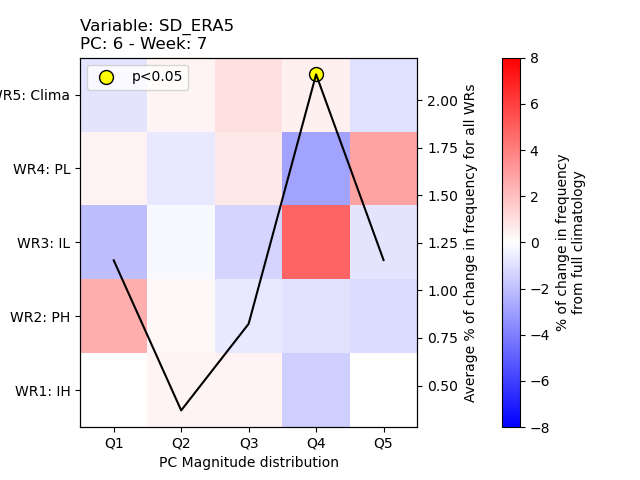 Variable: SD_ERA5
PC: 6 - Week: 7
p<0.05
WR5: Clima
WR4: PL
WR3: IL
WR2: PH
WR1: IH
Q1 Q2 Q3 Q4 Q5
PC Magnitude distribution
2.00
1.75
1.50
1.25
1.00
0.75
0.50
Average % of change in frequency for all WRs
8
6
4
2
0
−2
−4
−6
−8
% of change in frequency
from full climatology